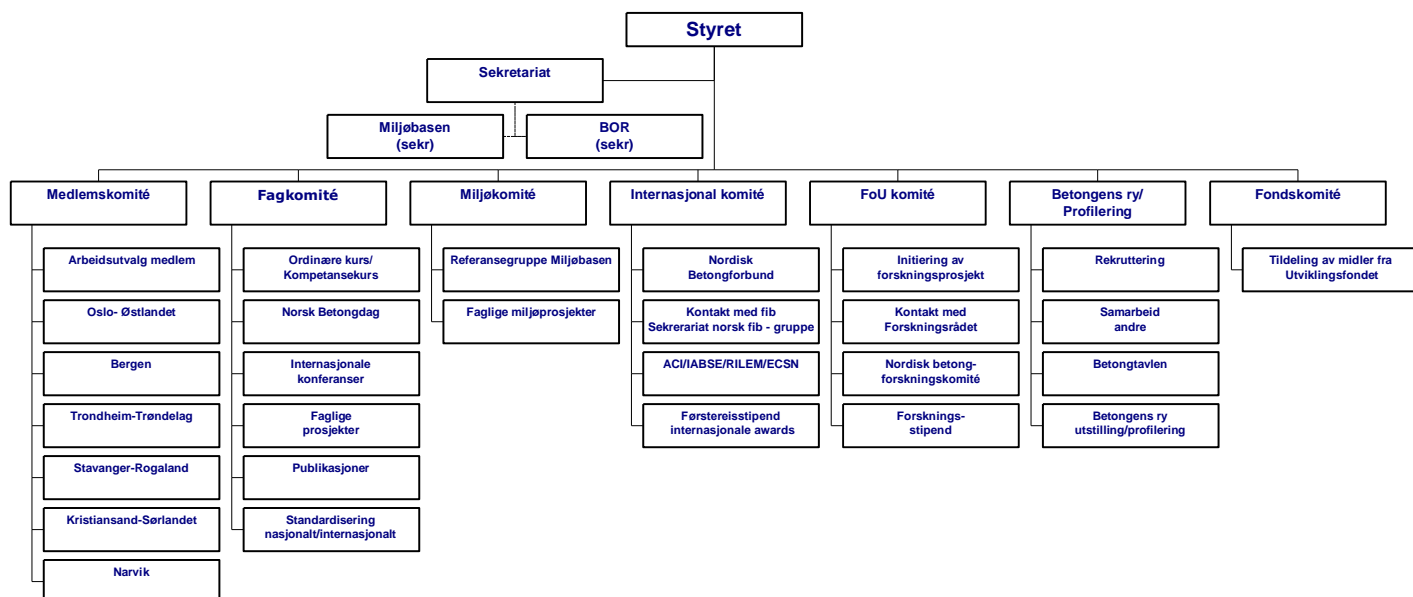 Styret
Sekretariat
Miljøbasen
(sekr)
BOR
(sekr)
Medlemskomité
Fagkomité
Miljøkomité
Internasjonal komité
FoU komité
Betongens ry/
Profilering
Fondskomité
Arbeidsutvalg medlem
Oslo- Østlandet
Bergen
Trondheim-Trøndelag
Stavanger-Rogaland
Kristiansand-Sørlandet
Narvik
Ordinære kurs/
Kompetansekurs
Norsk Betongdag
Internasjonale
konferanser
Faglige
prosjekter
Publikasjoner
Standardisering
nasjonalt/internasjonalt
Referansegruppe Miljøbasen
Faglige miljøprosjekter
Nordisk
Betongforbund
Kontakt med fib
Sekrerariat norsk fib - gruppe
ACI/IABSE/RILEM/ECSN
Førstereisstipend
internasjonale awards
Initiering av
forskningsprosjekt
Kontakt med
Forskningsrådet
Nordisk betong-
forskningskomité
Forsknings-
stipend
Rekruttering
Samarbeid
andre
Betongtavlen
Betongens ry
utstilling/profilering
Tildeling av midler fra
Utviklingsfondet